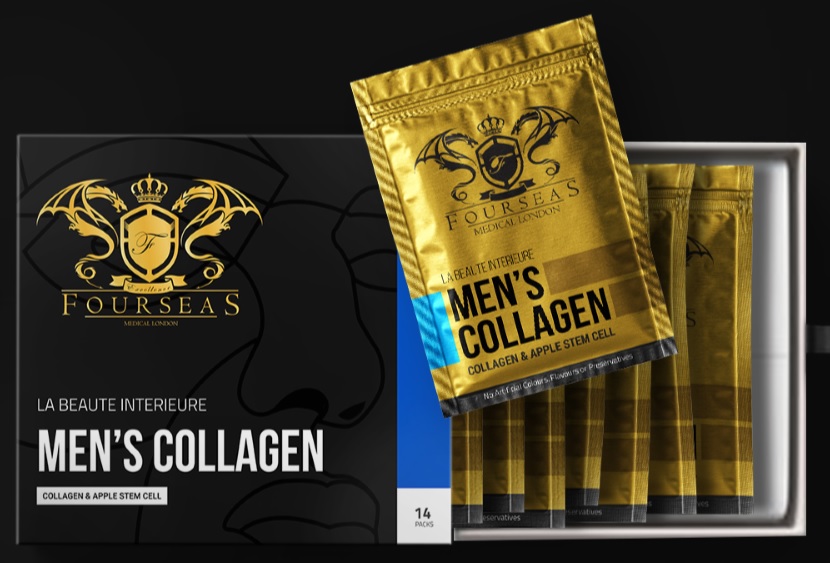 F
Excellence
FOURSEAS
MEDICAL LONDON
LA BEAUTE INTERIEURE
MEN'S COLLAGEN
COLLAGEN & APPLE STEM CELL
14
PACKS
F
FOURSEAS
MEDICAL LONDON
LA BEAUTE INTERIEURE
MEN'S
COLLAGEN
COLLAGEN & APPLE STEM CELL
No Artificial Colours, Flavours or Preservatives
S